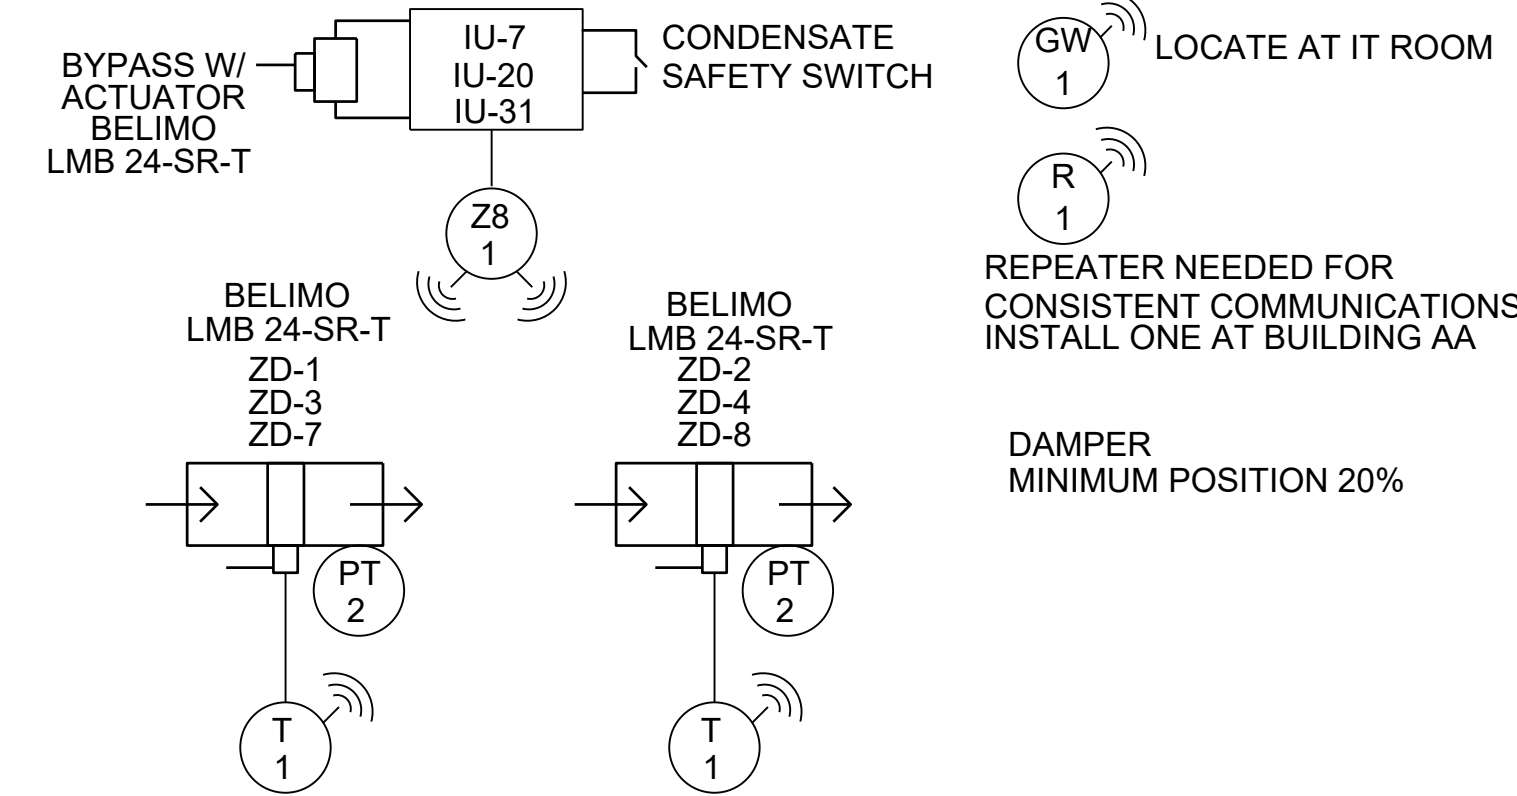 BYPASS W/
ACTUATOR
BELIMO
LMB 24-SR-T
IU-7
IU-20
IU-31
CONDENSATE
SAFETY SWITCH
Z8
1
GW
1
LOCATE AT IT ROOM
R
1
REPEATER NEEDED FOR
CONSISTENT COMMUNICATIONS
INSTALL ONE AT BUILDING AA
BELIMO
LMB 24-SR-T
ZD-1
ZD-3
ZD-7
PT
2
T
1
BELIMO
LMB 24-SR-T
ZD-2
ZD-4
ZD-8
PT
2
T
1
DAMPER
MINIMUM POSITION 20%